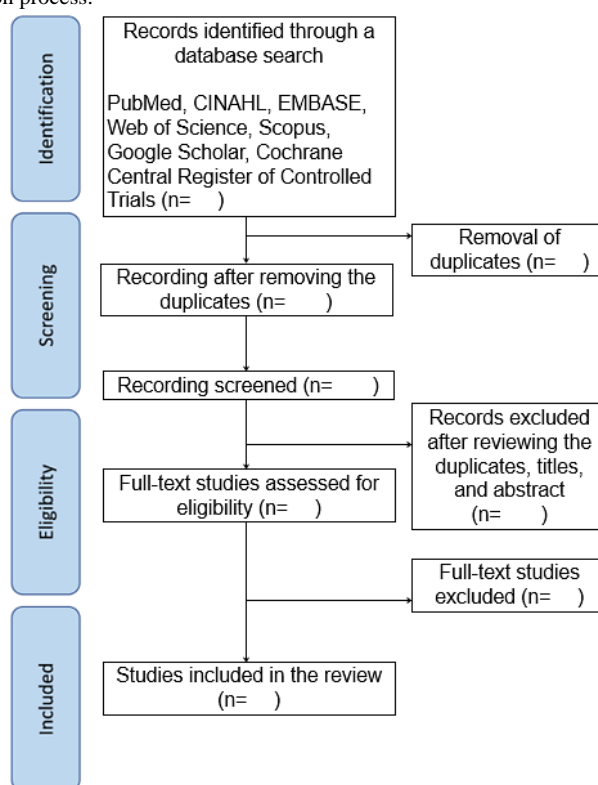 on process.
Identification
Records identified through a
database search
PubMed, CINAHL, EMBASE,
Web of Science, Scopus,
Google Scholar, Cochrane
Central Register of Controlled
Trials (n= )
Screening
Removal of
duplicates (n= )
Recording after removing the
duplicates (n= )
Recording screened (n= )
Eligibility
Records excluded
after reviewing the
duplicates, titles,
and abstract
(n= )
Full-text studies assessed for
eligibility (n= )
Full-text studies
excluded (n= )
Included
Studies included in the review
(n= )